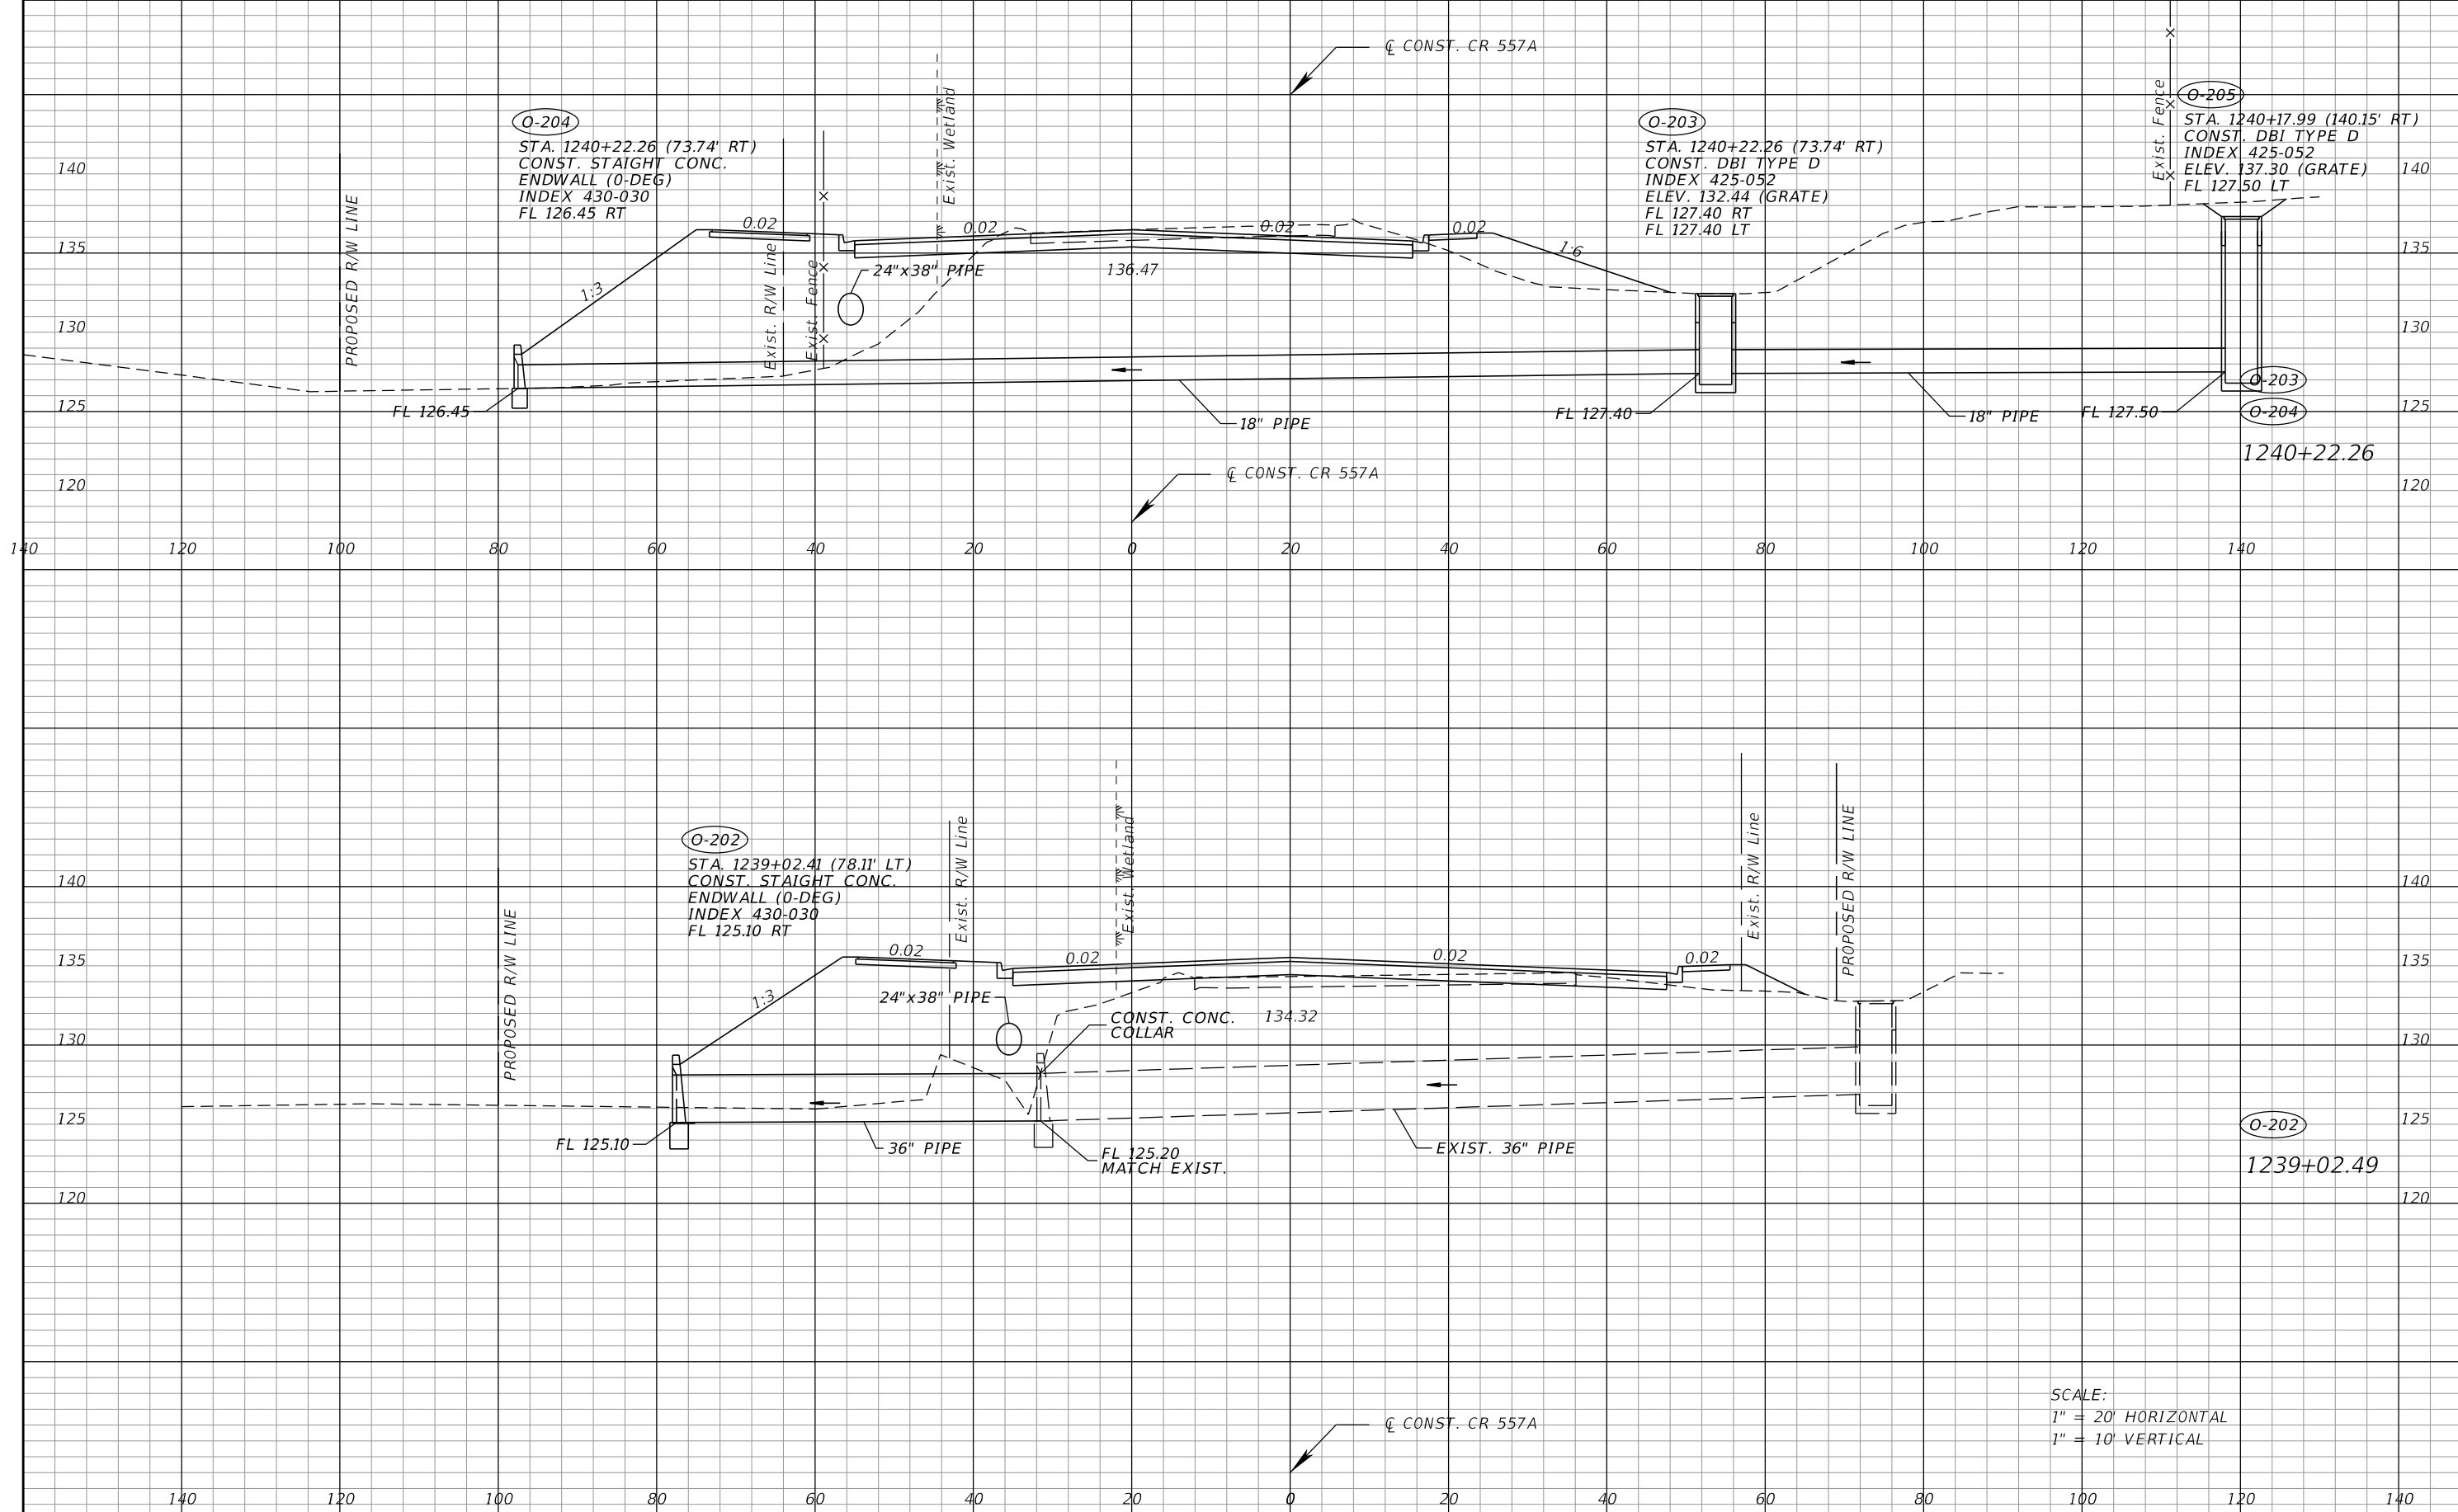 ℄ CONST. CR 557A
O-204
STA. 1240+22.26 (73.74' RT)
CONST. STAIGHT CONC.
ENDWALL (0-DEG)
INDEX 430-030
FL 126.45 RT
Exist. Wetland
O-203
STA. 1240+22.26 (73.74' RT)
CONST. DBI TYPE D
INDEX 425-052
ELEV. 132.44 (GRATE)
FL 127.40 RT
FL 127.40 LT
Exist. Fence
O-205
STA. 1240+17.99 (140.15' RT)
CONST. DBI TYPE D
INDEX 425-052
ELEV. 137.30 (GRATE)
FL 127.50 LT
140
135
130
125
120
140
135
130
125
120
PROPOSED R/W LINE
1:3
0.02
Exist. R/W Line
Exist. Fence
24"x38" PIPE
0.02
136.47
0.02
0.02
1:6
FL 126.45
18" PIPE
FL 127.40
18" PIPE
FL 127.50
O-203
O-204
1240+22.26
℄ CONST. CR 557A
140 120 100 80 60 40 20 0 20 40 60 80 100 120 140
O-202
STA. 1239+02.41 (78.11' LT)
CONST. STAIGHT CONC.
ENDWALL (0-DEG)
INDEX 430-030
FL 125.10 RT
Exist. R/W Line
Exist. Wetland
Exist. R/W Line
PROPOSED R/W LINE
140
135
130
125
120
140
135
130
125
120
PROPOSED R/W LINE
1:3
0.02
0.02
0.02
0.02
24"x38" PIPE
CONST. CONC.
COLLAR
134.32
FL 125.10
36" PIPE
FL 125.20
MATCH EXIST.
EXIST. 36" PIPE
O-202
1239+02.49
SCALE:
1" = 20' HORIZONTAL
1" = 10' VERTICAL
℄ CONST. CR 557A
140 120 100 80 60 40 20 0 20 40 60 80 100 120 140